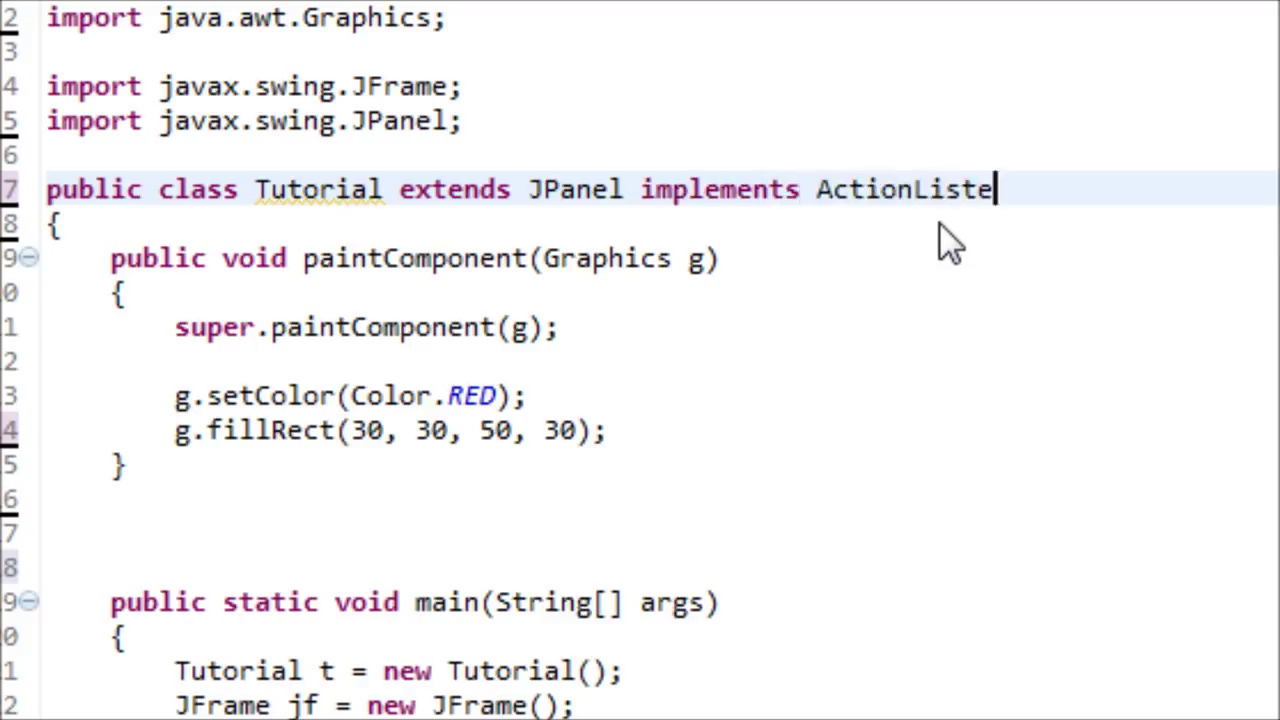 2 import java.awt.Graphics;
3
4 import javax.swing.JFrame;
5 import javax.swing.JPanel;
6
7 public class Tutorial extends JPanel implements ActionListe
8 {
9 public void paintComponent(Graphics g)
0 {
1 super.paintComponent(g);
2
3 g.setColor(Color.RED);
4 g.fillRect(30, 30, 50, 30);
5 }
6
7
8
9 public static void main(String[] args)
0 {
1 Tutorial t = new Tutorial();
2 JFrame jf = new JFrame();